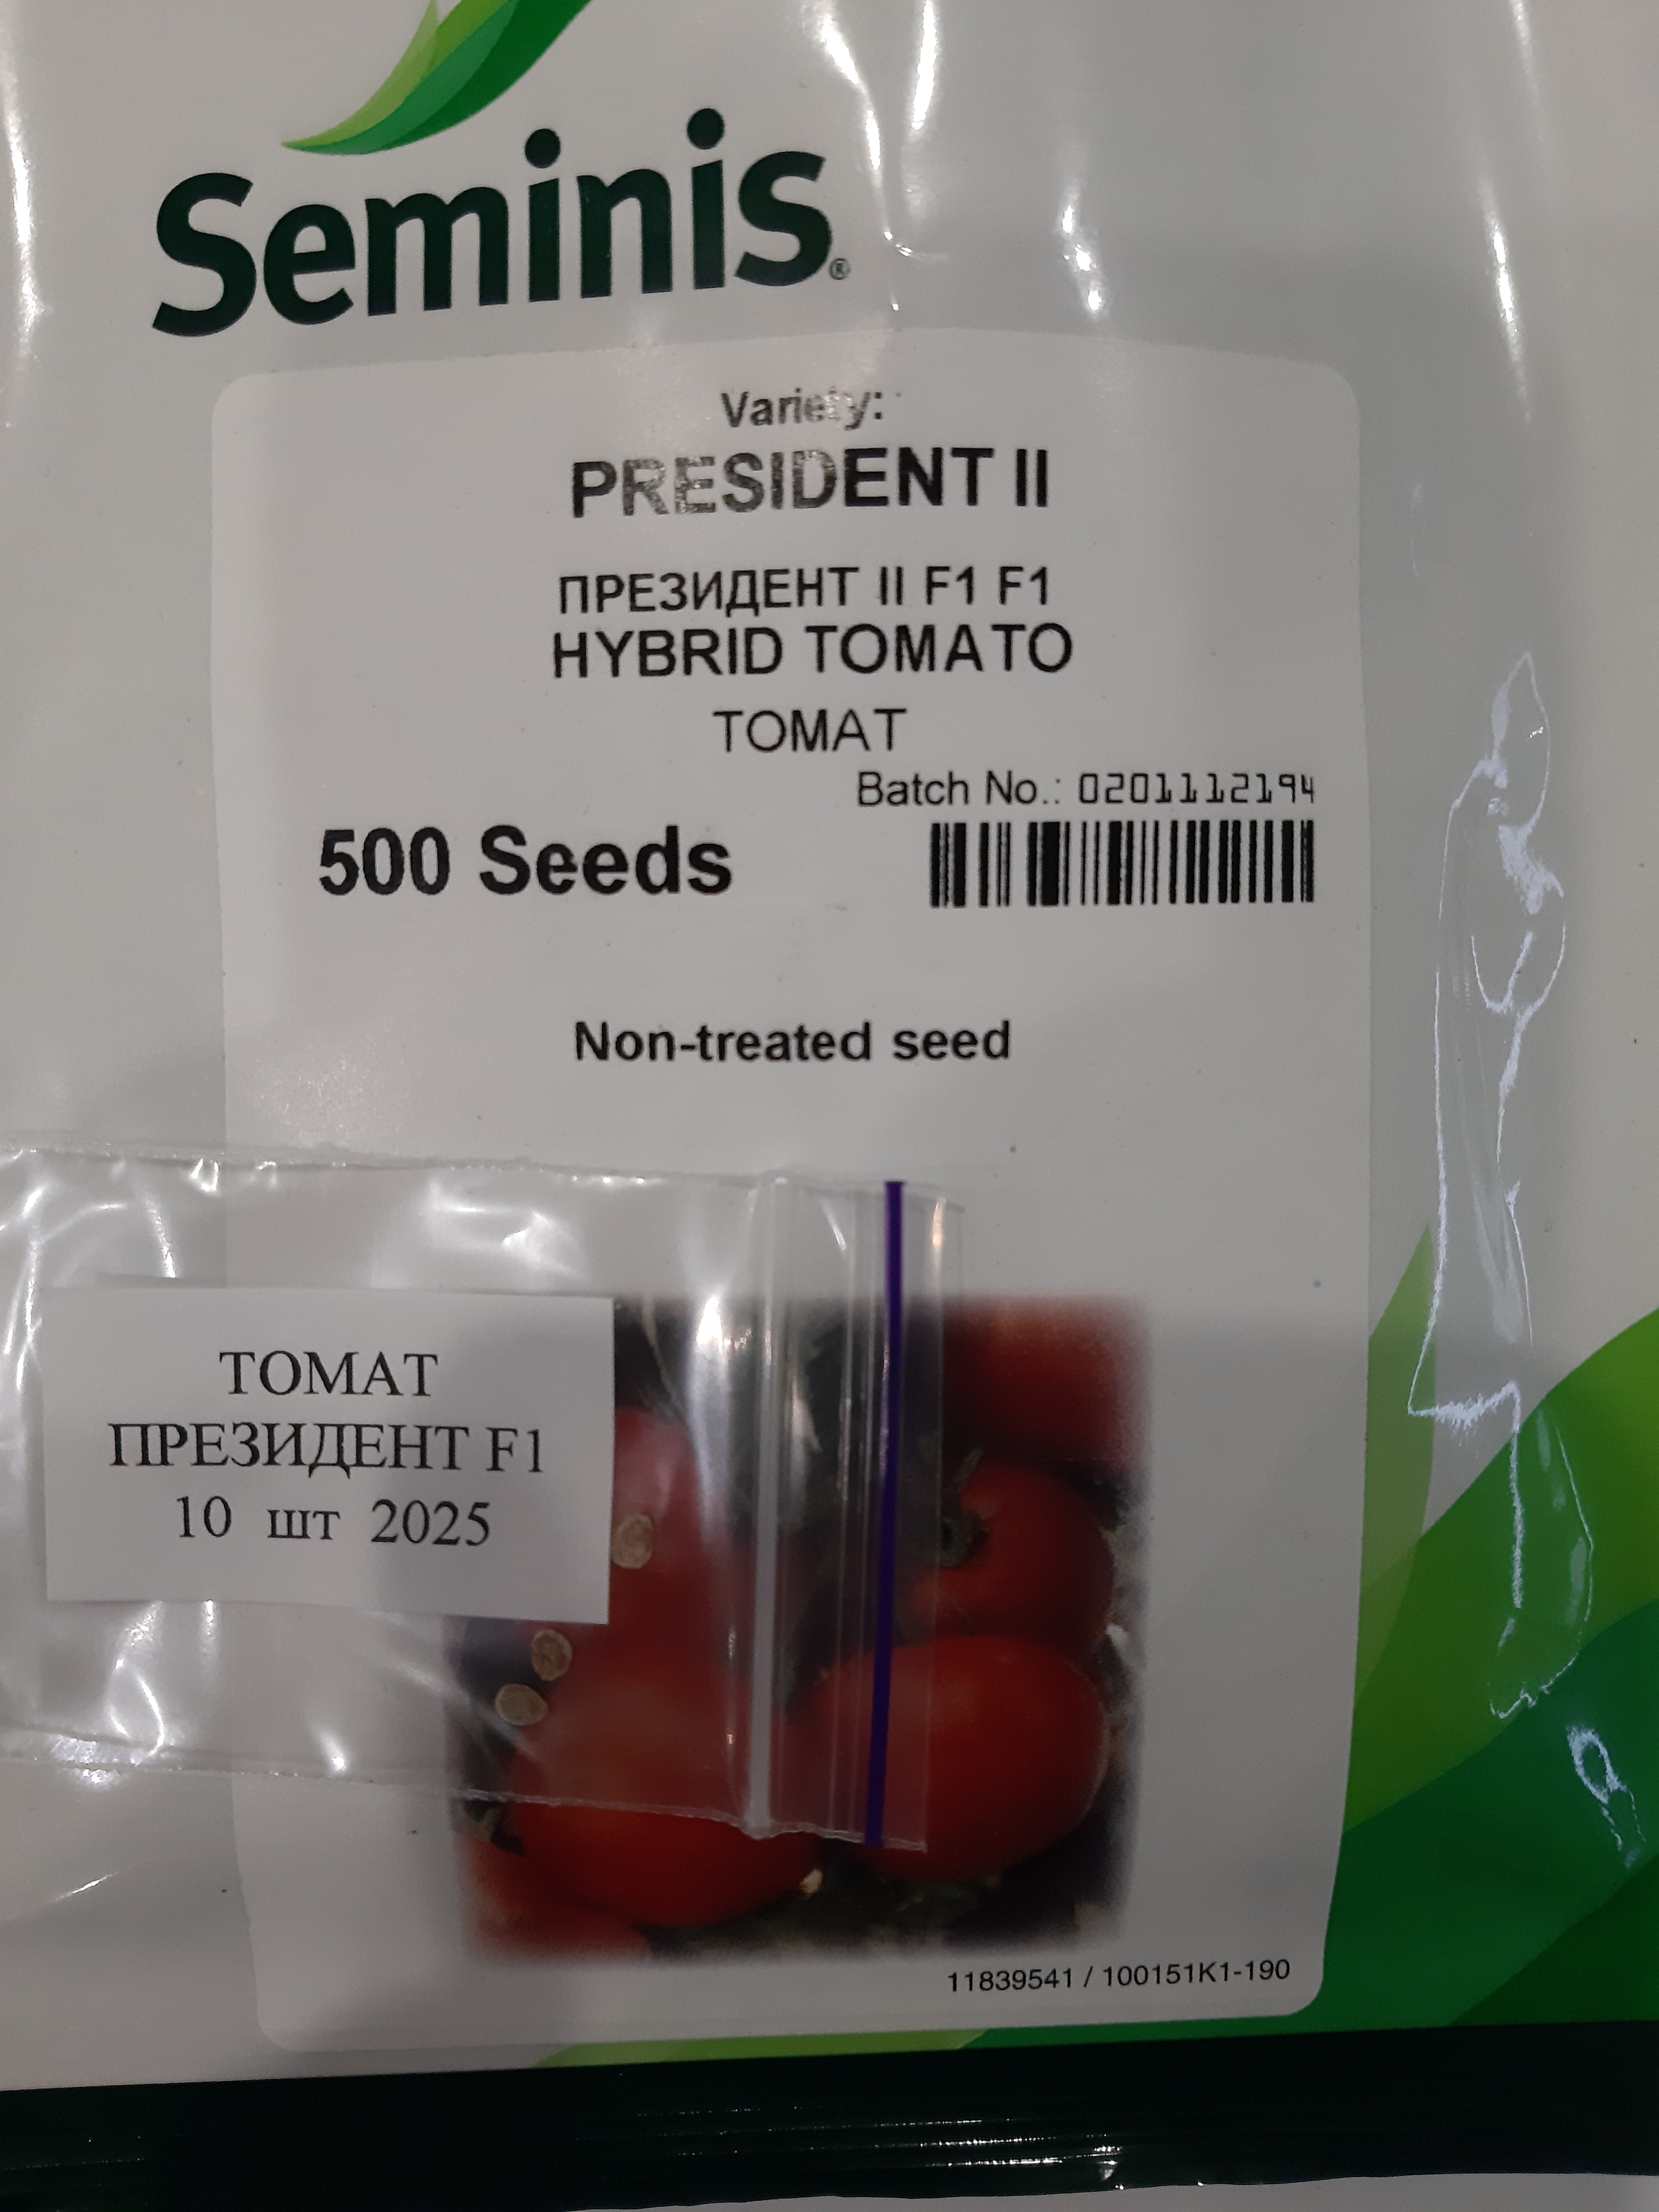 Seminis®
Variety:
PRESIDENT II
ПРЕЗИДЕНТ II F1 F1
HYBRID TOMATO
ТОМАТ
Batch No.: 0201112194
500 Seeds
Non-treated seed
ТОМАТ
ПРЕЗИДЕНТ F1
10 шт 2025
11839541 / 100151K1-190